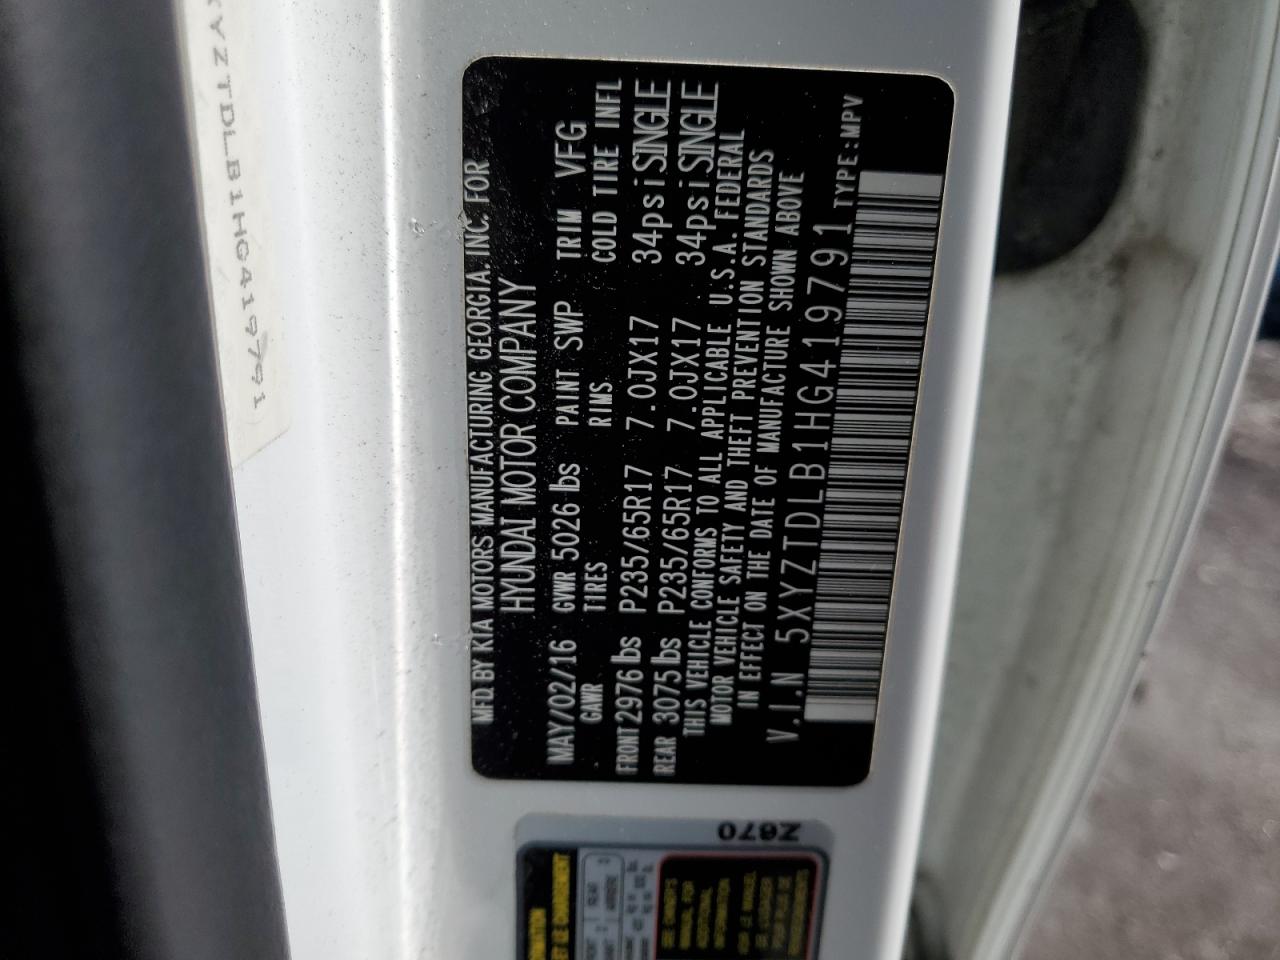 MFD. BY KIA MOTORS MANUFACTURING GEORGIA. INC. FOR
HYUNDAI MOTOR COMPANY
MAY/02/16 GVWR 5026 lbs PAINT SWP TRIM VFG
GAWR TIRES RIMS COLD TIRE INFL
FRONT 2976 lbs P235/65R17 7.0JX17 34psi SINGLE
REAR 3075 lbs P235/65R17 7.0JX17 34psi SINGLE
THIS VEHICLE CONFORMS TO ALL APPLICABLE U.S.A. FEDERAL
MOTOR VEHICLE SAFETY AND THEFT PREVENTION STANDARDS
IN EFFECT ON THE DATE OF MANUFACTURE SHOWN ABOVE
V.I.N 5XYZTDLB1HG419791 TYPE:MPV
XYZTDLB1HG419791
Z670